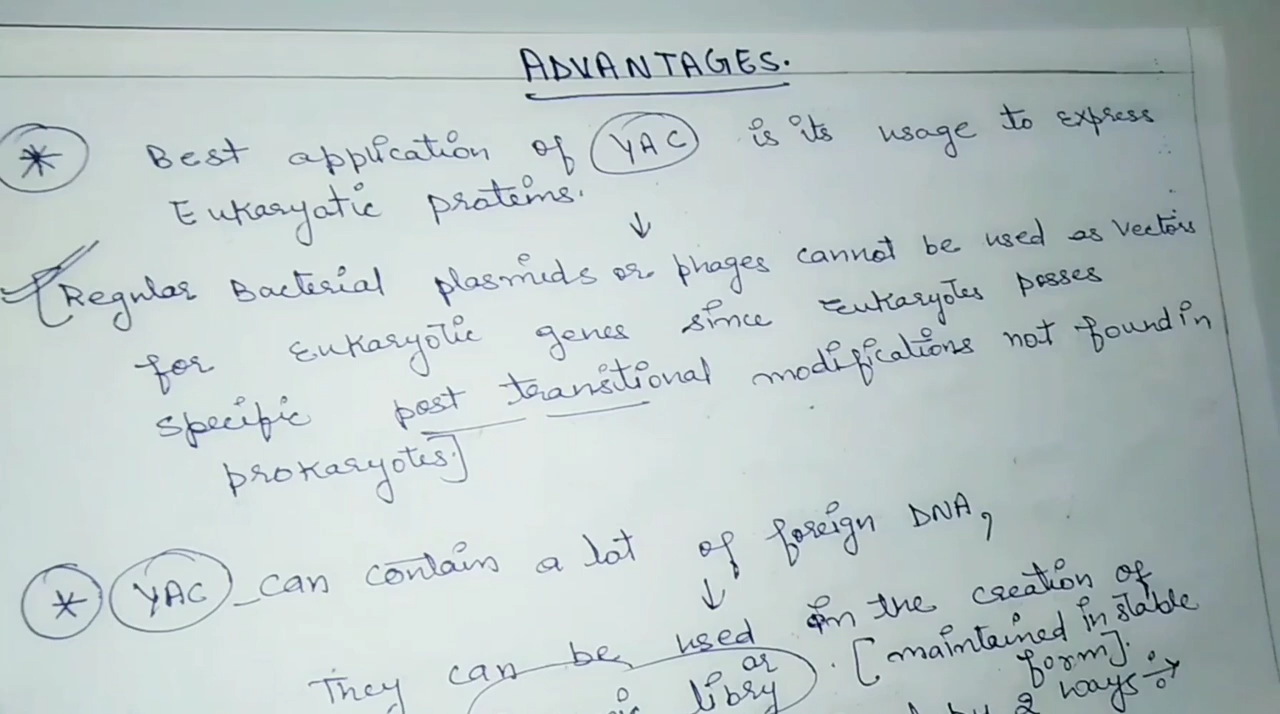 ADVANTAGES.
* Best application of YAC is its usage to express
Eukaryatic proteins.
↓
[Regular Bacterial plasmids or phages cannot be used as vectors
for Eukaryotic genes since Eukaryotes posses
specific post transitional modifications not found in
prokaryotes.]
* YAC can contain a lot of foreign DNA,
↓
They can be used in the creation of
libry or . [maintained in stable
form].
2 ways ÷→